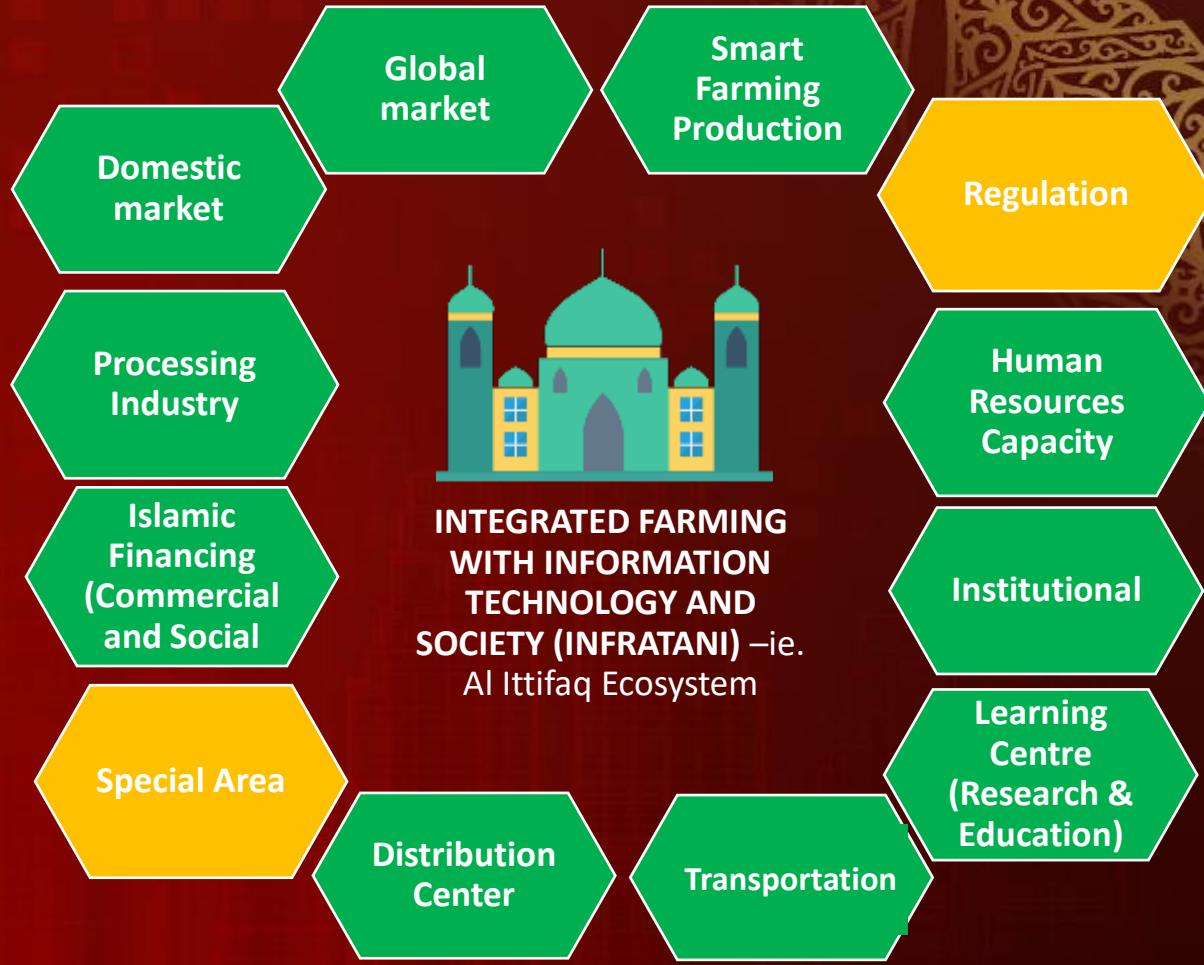 Global
market
Smart
Farming
Production
Domestic
market
Regulation
Processing
Industry
Human
Resources
Capacity
Islamic
Financing
(Commercial
and Social
INTEGRATED FARMING
WITH INFORMATION
TECHNOLOGY AND
SOCIETY (INFRATANI) –ie.
Al Ittifaq Ecosystem
Institutional
Special Area
Learning
Centre
(Research &
Education)
Distribution
Center
Transportation